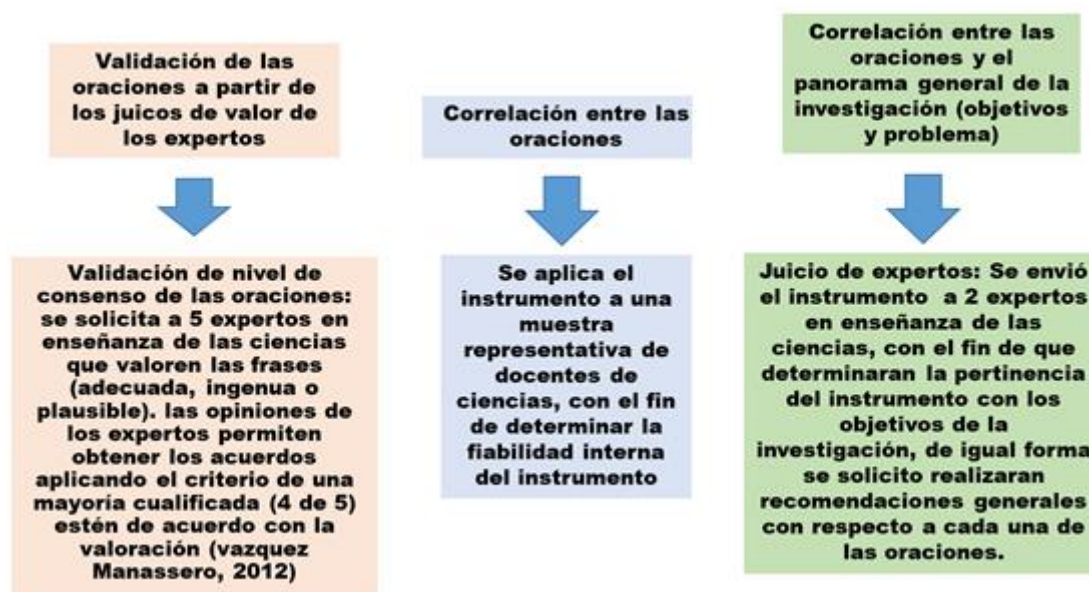 Validación de las
oraciones a partir de
los juicos de valor de
los expertos
Validación de nivel de
consenso de las oraciones:
se solicita a 5 expertos en
enseñanza de las ciencias
que valoren las frases
(adecuada, ingenua o
plausible). las opiniones de
los expertos permiten
obtener los acuerdos
aplicando el criterio de una
mayoría cualificada (4 de 5)
estén de acuerdo con la
valoración (vazquez
Manassero, 2012)
Correlación entre las
oraciones
Se aplica el
instrumento a una
muestra
representativa de
docentes de
ciencias, con el fin
de determinar la
fiabilidad interna
del instrumento
Correlación entre las
oraciones y el
panorama general de la
investigación (objetivos
y problema)
Juicio de expertos: Se envió
el instrumento a 2 expertos
en enseñanza de las
ciencias, con el fin de que
determinaran la pertinencia
del instrumento con los
objetivos de la
investigación, de igual forma
se solicito realizaran
recomendaciones generales
con respecto a cada una de
las oraciones.